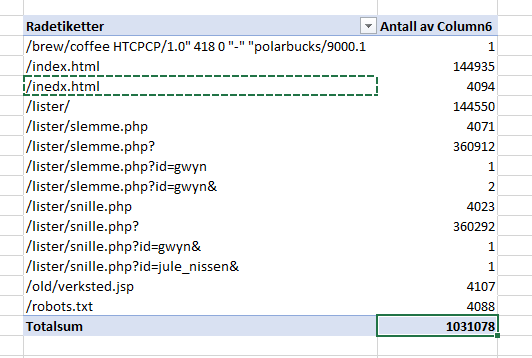 Radetiketter Antall av Column6
/brew/coffee HTCPCP/1.0" 418 0 "-" "polarbucks/9000.1 1
/index.html 144935
/inedx.html 4094
/lister/ 144550
/lister/slemme.php 4071
/lister/slemme.php? 360912
/lister/slemme.php?id=gwyn 1
/lister/slemme.php?id=gwyn& 2
/lister/snille.php 4023
/lister/snille.php? 360292
/lister/snille.php?id=gwyn& 1
/lister/snille.php?id=jule_nissen& 1
/old/verksted.jsp 4107
/robots.txt 4088
Totalsum 1031078